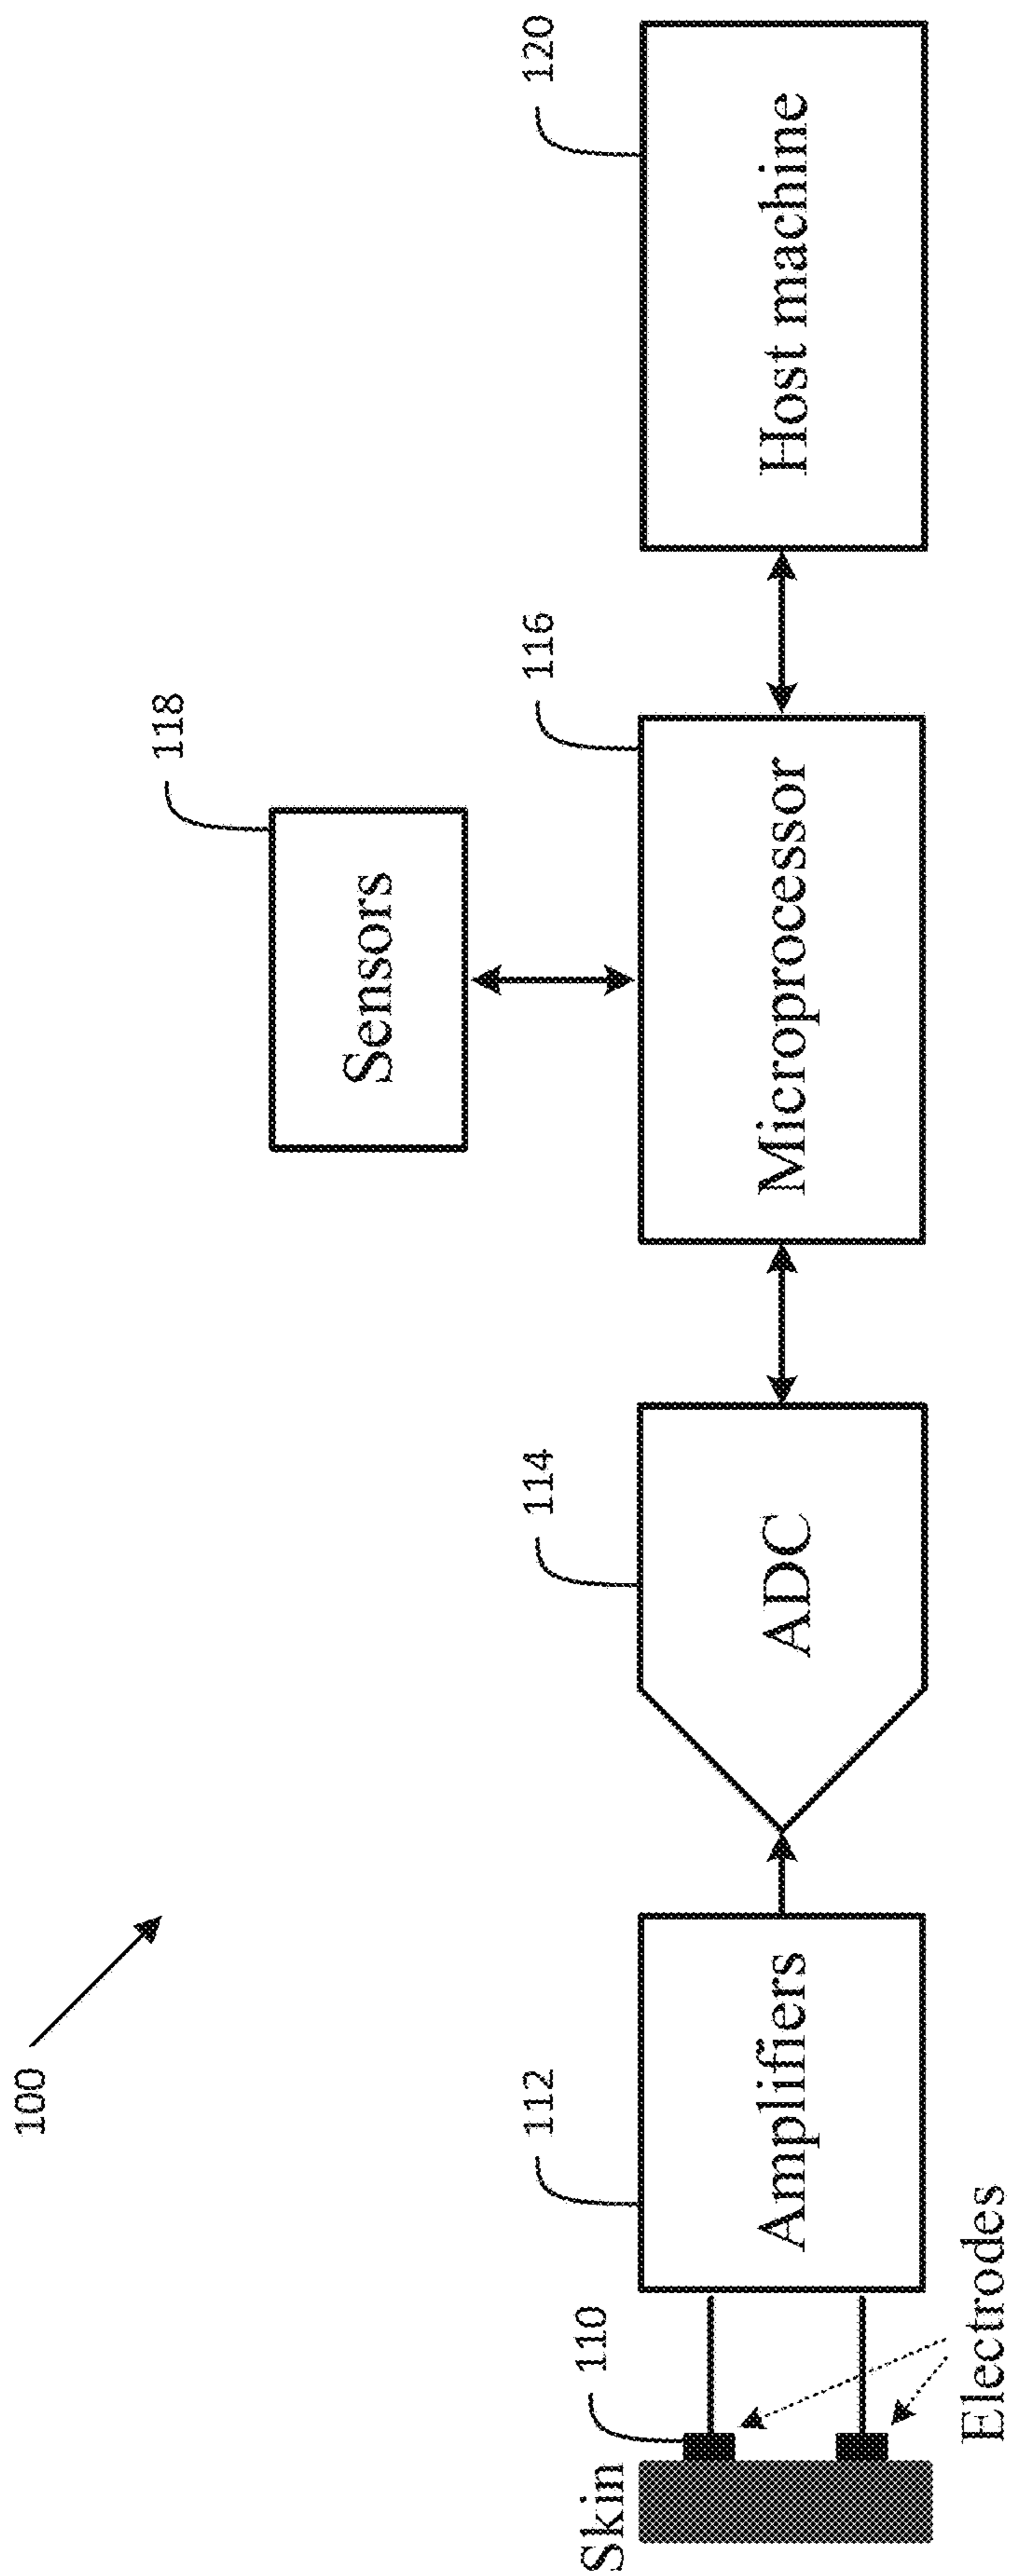 100
118
Sensors
110
112
114
116
120
Skin
Amplifiers
ADC
Microprocessor
Host machine
Electrodes